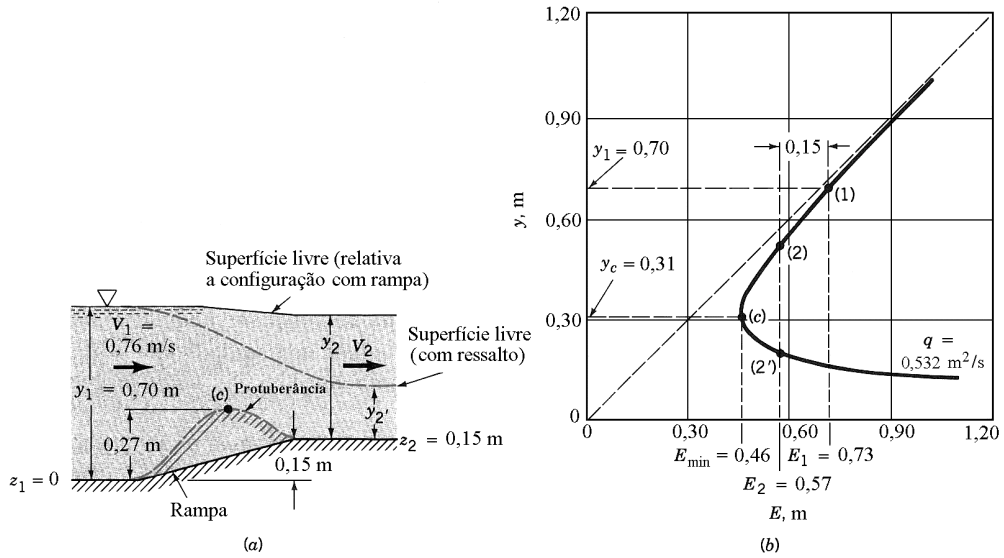 Superfície livre (relativa
a configuração com rampa)
V₁ =
0,76 m/s
y₁ = 0,70 m
(c)
Protuberância
0,27 m
y₂
V₂
Superfície livre
(com ressalto)
y₂'
z₂ = 0,15 m
0,15 m
z₁ = 0
Rampa
(a)
1,20
0,90
0,60
0,30
0
y, m
y₁ = 0,70
0,15
(1)
(2)
y_c = 0,31
(c)
(2')
q =
0,532 m²/s
0
0,30
0,60
0,90
1,20
E_min = 0,46
E₁ = 0,73
E₂ = 0,57
E, m
(b)